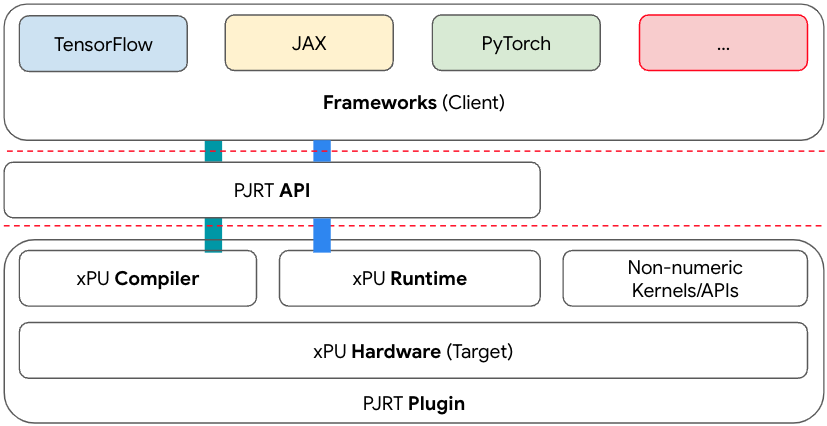 TensorFlow
JAX
PyTorch
...
Frameworks (Client)
PJRT API
xPU Compiler
xPU Runtime
Non-numeric
Kernels/APIs
xPU Hardware (Target)
PJRT Plugin